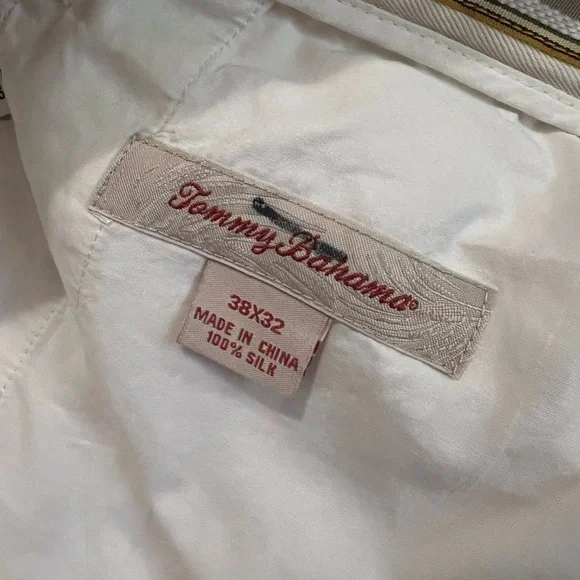 Tommy Bahama®
38X32
MADE IN CHINA
100% SILK